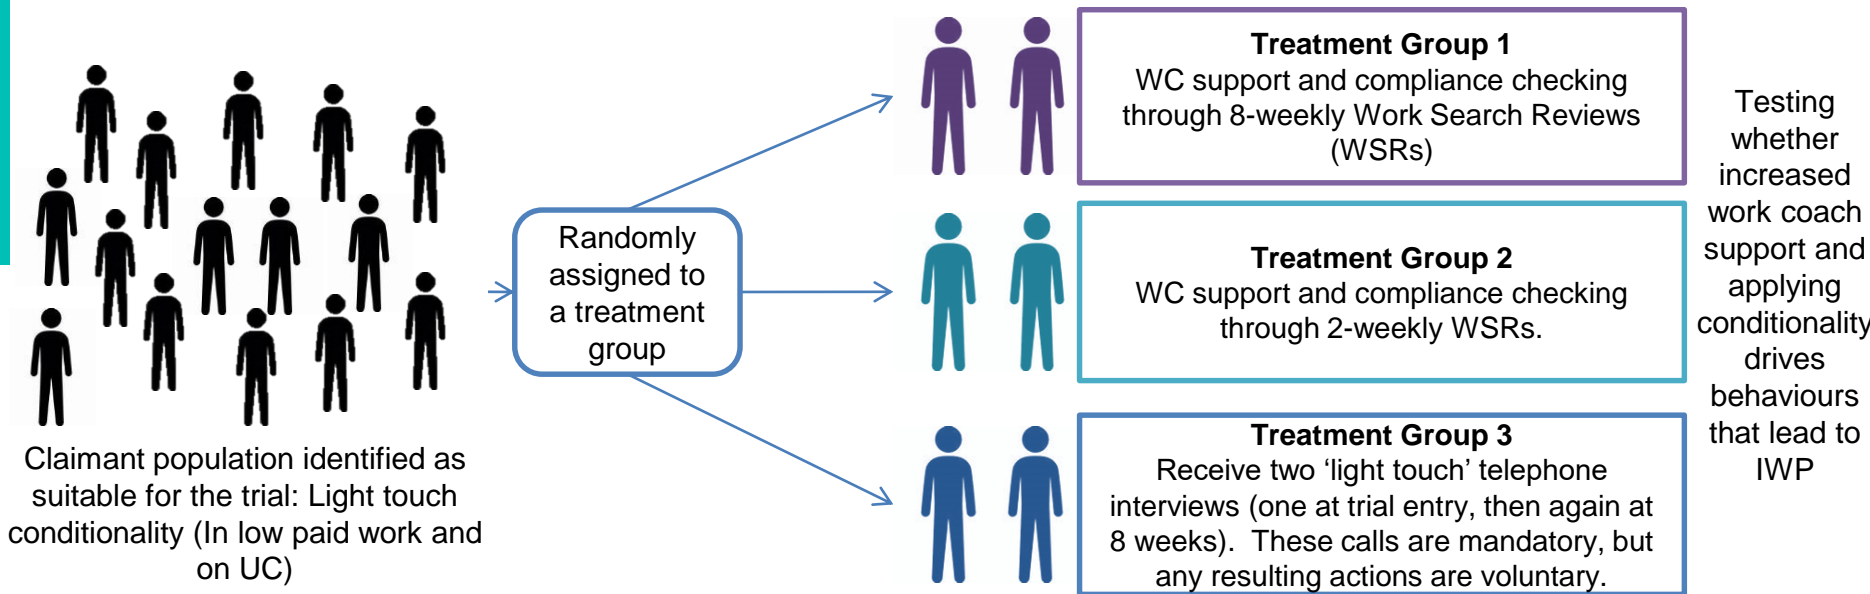 Claimant population identified as
suitable for the trial: Light touch
conditionality (In low paid work and
on UC)
Randomly
assigned to
a treatment
group
Treatment Group 1
WC support and compliance checking
through 8-weekly Work Search Reviews
(WSRs)
Treatment Group 2
WC support and compliance checking
through 2-weekly WSRs.
Treatment Group 3
Receive two ‘light touch’ telephone
interviews (one at trial entry, then again at
8 weeks).  These calls are mandatory, but
any resulting actions are voluntary.
Testing
whether
increased
work coach
support and
applying
conditionality
drives
behaviours
that lead to
IWP